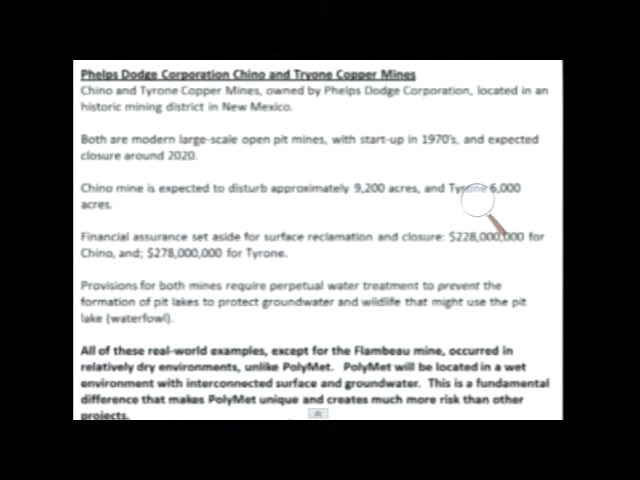 Phelps Dodge Corporation Chino and Tryone Copper Mines
Chino and Tyrone Copper Mines, owned by Phelps Dodge Corporation, located in an
historic mining district in New Mexico.
Both are modern large-scale open pit mines, with start-up in 1970's, and expected
closure around 2020.
Chino mine is expected to disturb approximately 9,200 acres, and Tyrone 6,000
acres.
Financial assurance set aside for surface reclamation and closure: $228,000,000 for
Chino, and; $278,000,000 for Tyrone.
Provisions for both mines require perpetual water treatment to prevent the
formation of pit lakes to protect groundwater and wildlife that might use the pit
lake (waterfowl).
All of these real-world examples, except for the Flambeau mine, occurred in
relatively dry environments, unlike PolyMet. PolyMet will be located in a wet
environment with interconnected surface and groundwater. This is a fundamental
difference that makes PolyMet unique and creates much more risk than other
projects.